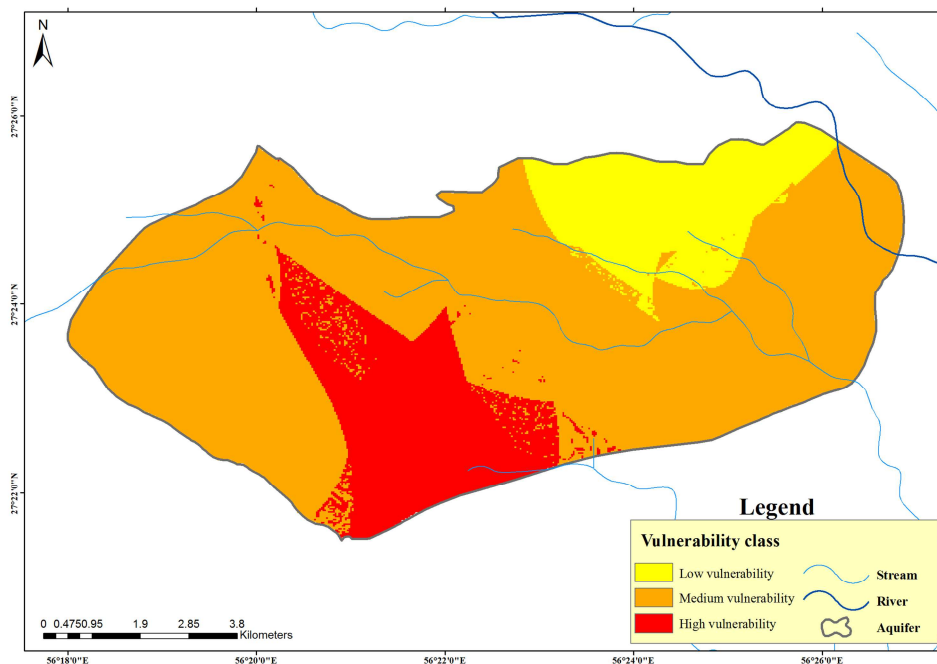 N
27°26'0"N
27°24'0"N
27°22'0"N
Legend
Vulnerability class
Low vulnerability
Stream
Medium vulnerability
River
High vulnerability
Aquifer
0 0.4750.95 1.9 2.85 3.8
Kilometers
56°18'0"E 56°20'0"E 56°22'0"E 56°24'0"E 56°26'0"E